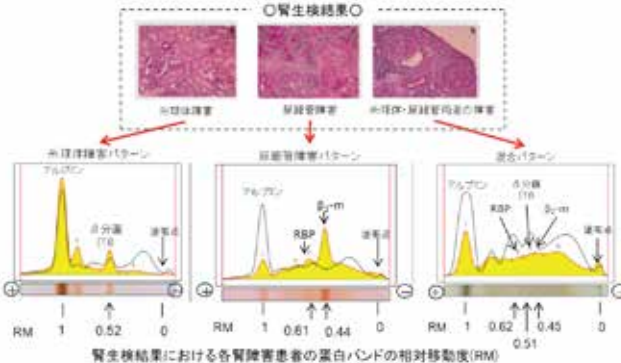 〇腎生検結果〇
糸球体障害
尿細管障害
糸球体・尿細管両者の障害
糸球体障害パターン
尿細管障害パターン
混合パターン
アルブミン
β分画
(Tf)
塗布点
アルブミン
β₂-m
RBP
塗布点
アルブミン
β分画
(Tf)
RBP
β₂-m
塗布点
+
+
−
+
−
RM 1 0.52 0
RM 1 0.61 0.44 0
RM 1 0.62 0.45 0
0.51
腎生検結果における各腎障害患者の蛋白バンドの相対移動度(RM)